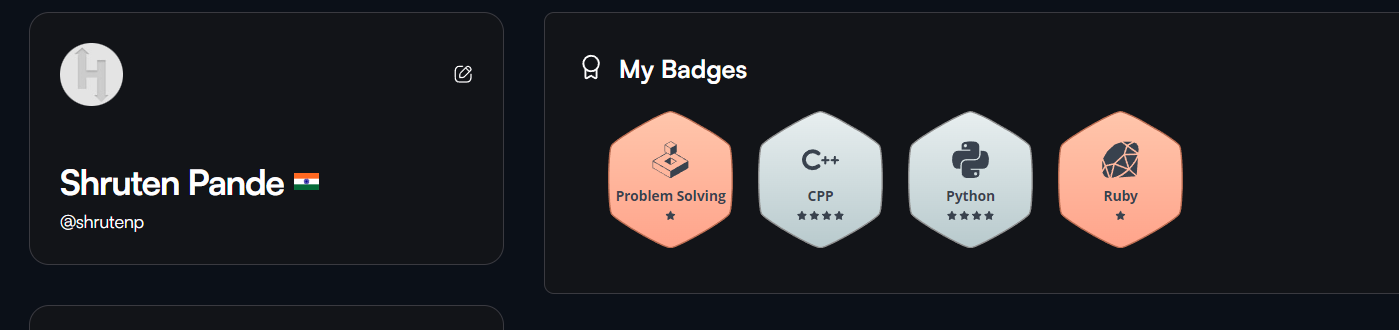 Shruten Pande
@shrutenp
My Badges
Problem Solving
C++
CPP
Python
Ruby